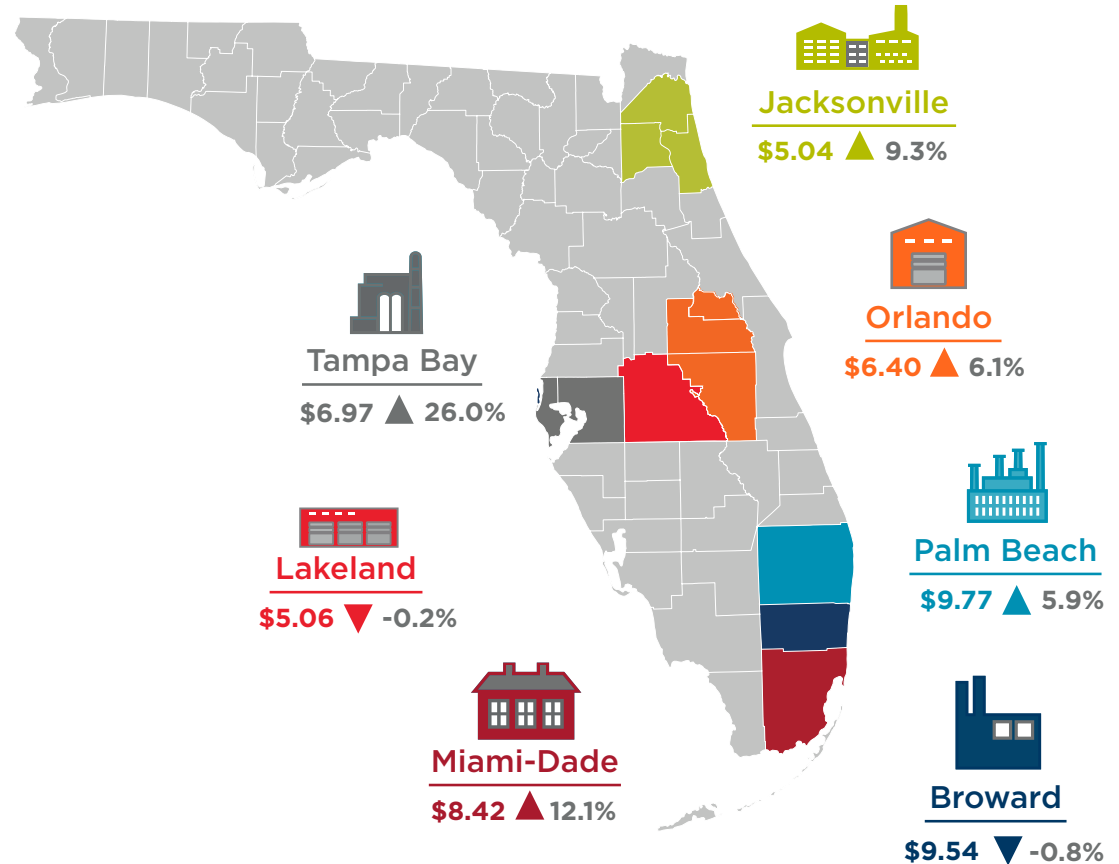 Jacksonville
$5.04 ▲ 9.3%
Orlando
$6.40 ▲ 6.1%
Tampa Bay
$6.97 ▲ 26.0%
Palm Beach
$9.77 ▲ 5.9%
Lakeland
$5.06 ▼ -0.2%
Miami-Dade
$8.42 ▲ 12.1%
Broward
$9.54 ▼ -0.8%